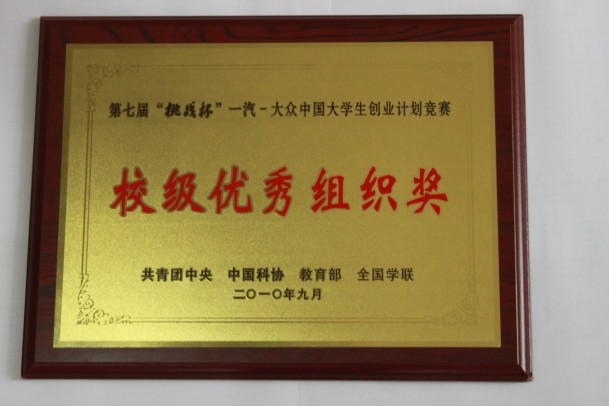 第七届“挑战杯”一汽－大众中国大学生创业计划竞赛
校级优秀组织奖
共青团中央 中国科协 教育部 全国学联
二〇一〇年九月